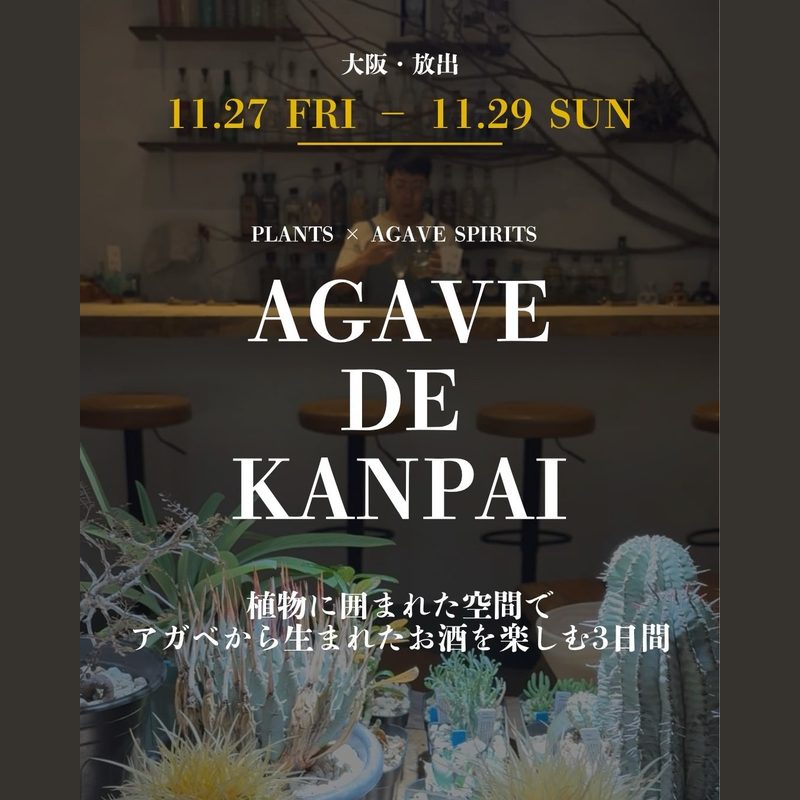 大阪・放出
11.27 FRI – 11.29 SUN
PLANTS × AGAVE SPIRITS
AGAVE
DE
KANPAI
植物に囲まれた空間で
アガベから生まれたお酒を楽しむ3日間